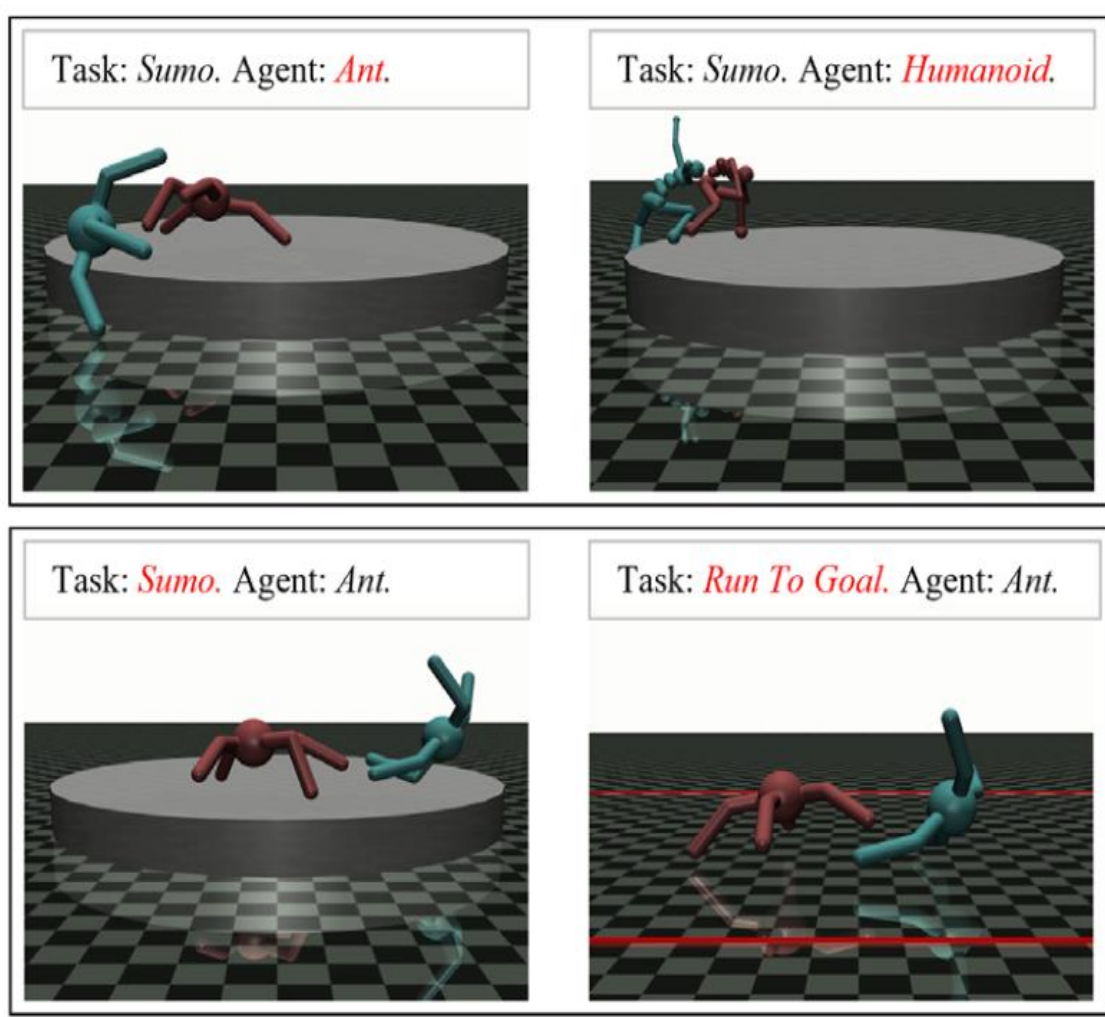 Task: Sumo. Agent: Ant.
Task: Sumo. Agent: Humanoid.
Task: Sumo. Agent: Ant.
Task: Run To Goal. Agent: Ant.